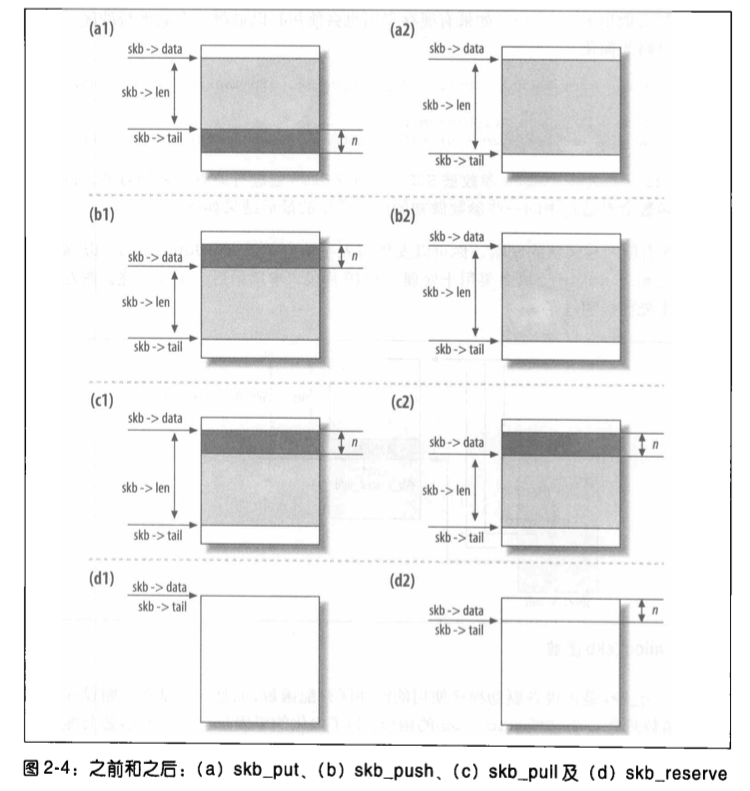 (a1)
skb -> data
skb -> len
skb -> tail
n
(a2)
skb -> data
skb -> len
skb -> tail
(b1)
skb -> data
n
skb -> len
skb -> tail
(b2)
skb -> data
skb -> len
skb -> tail
(c1)
skb -> data
n
skb -> len
skb -> tail
(c2)
skb -> data
n
skb -> len
skb -> tail
(d1)
skb -> data
skb -> tail
(d2)
skb -> data
skb -> tail
n
图 2-4：之前和之后：(a) skb_put、(b) skb_push、(c) skb_pull 及 (d) skb_reserve